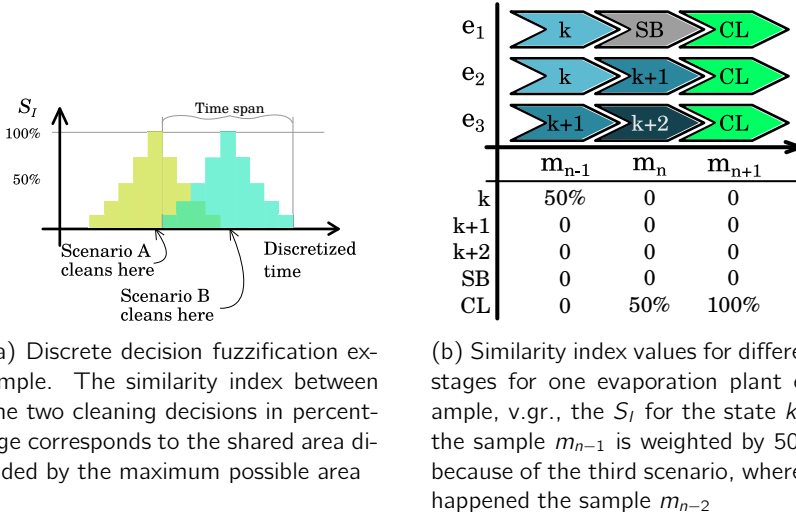 S_I
Time span
100%
50%
Scenario A
cleans here
Discretized
time
Scenario B
cleans here
a) Discrete decision fuzzification ex-
mple. The similarity index between
ne two cleaning decisions in percent-
ge corresponds to the shared area di-
ded by the maximum possible area
e1 k SB CL
e2 k k+1 CL
e3 k+1 k+2 CL
m_{n-1} m_n m_{n+1}
k 50% 0 0
k+1 0 0 0
k+2 0 0 0
SB 0 0 0
CL 0 50% 100%
(b) Similarity index values for differe
stages for one evaporation plant
ample, v.gr., the S_I for the state k
the sample m_{n−1} is weighted by 50
because of the third scenario, where
happened the sample m_{n−2}